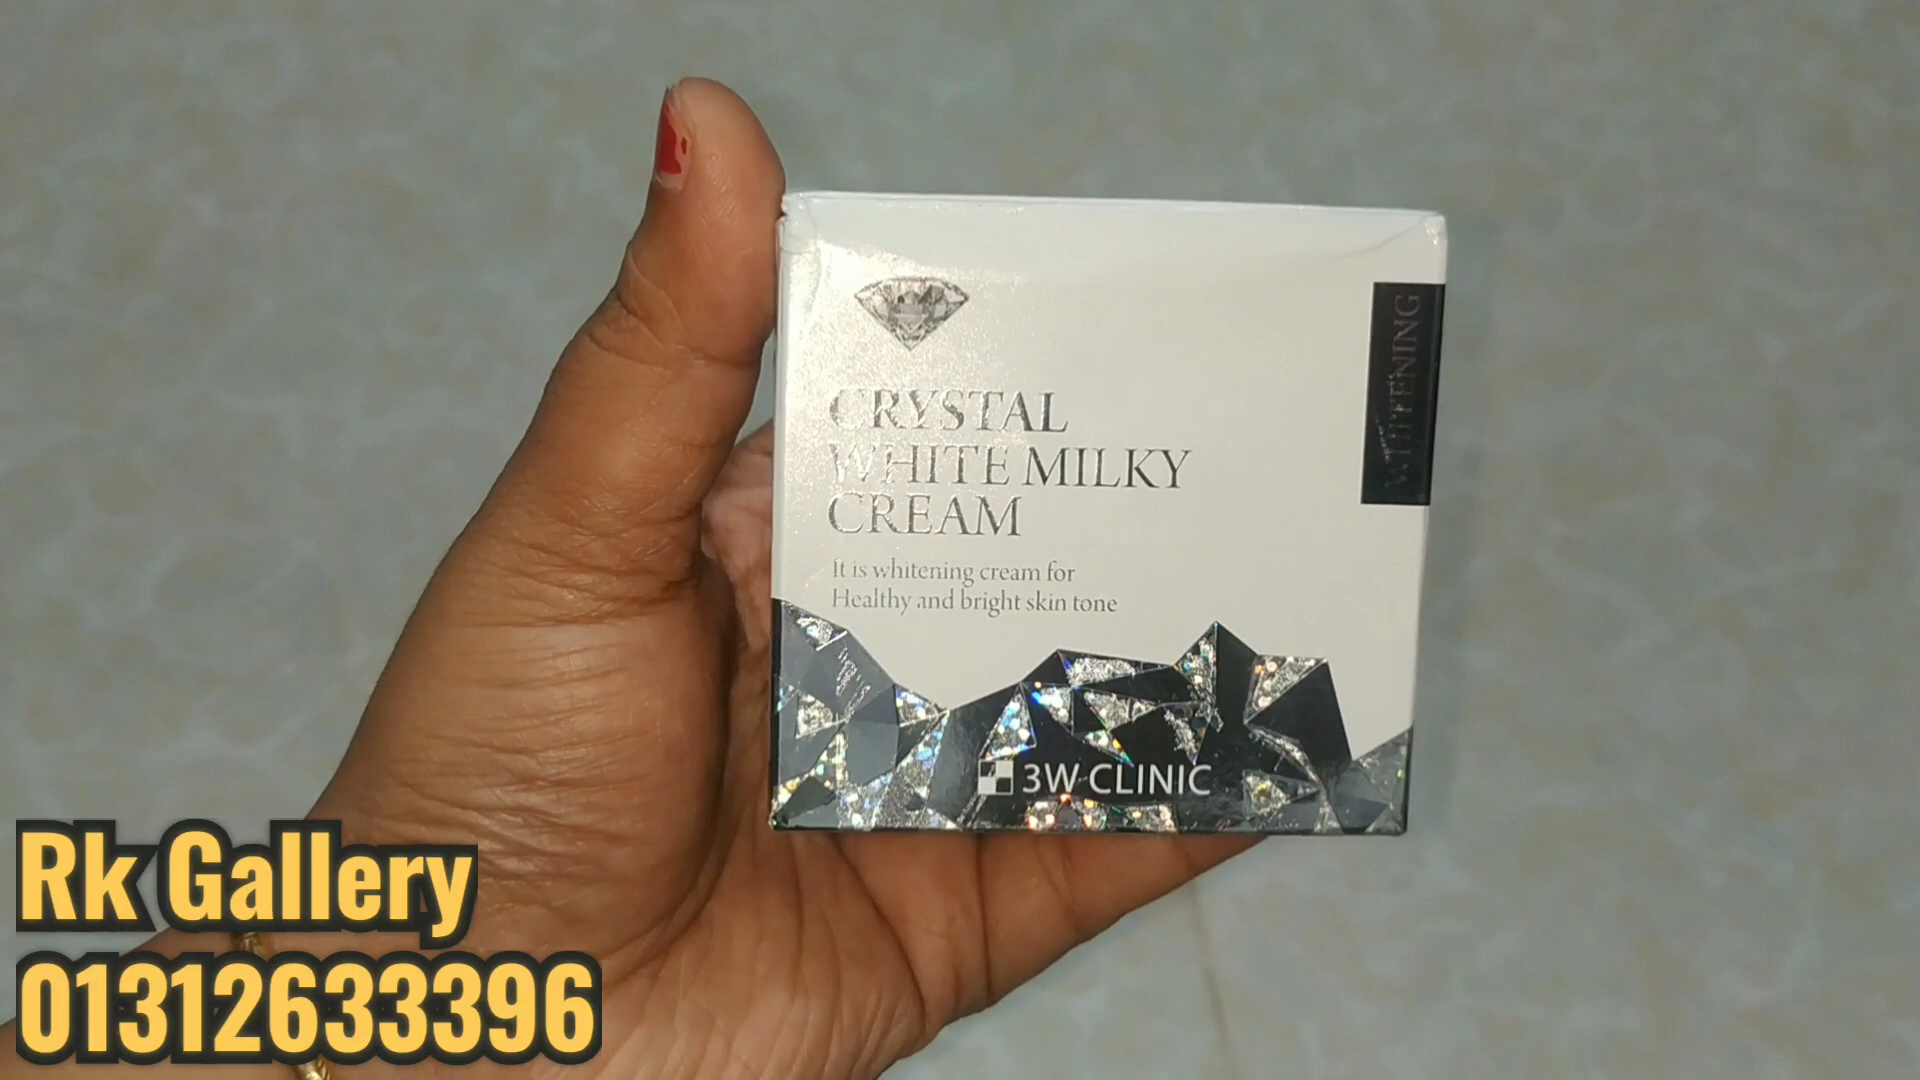 CRYSTAL
WHITE MILKY
CREAM
It is whitening cream for
Healthy and bright skin tone
WHITENING
3W CLINIC
Rk Gallery
01312633396